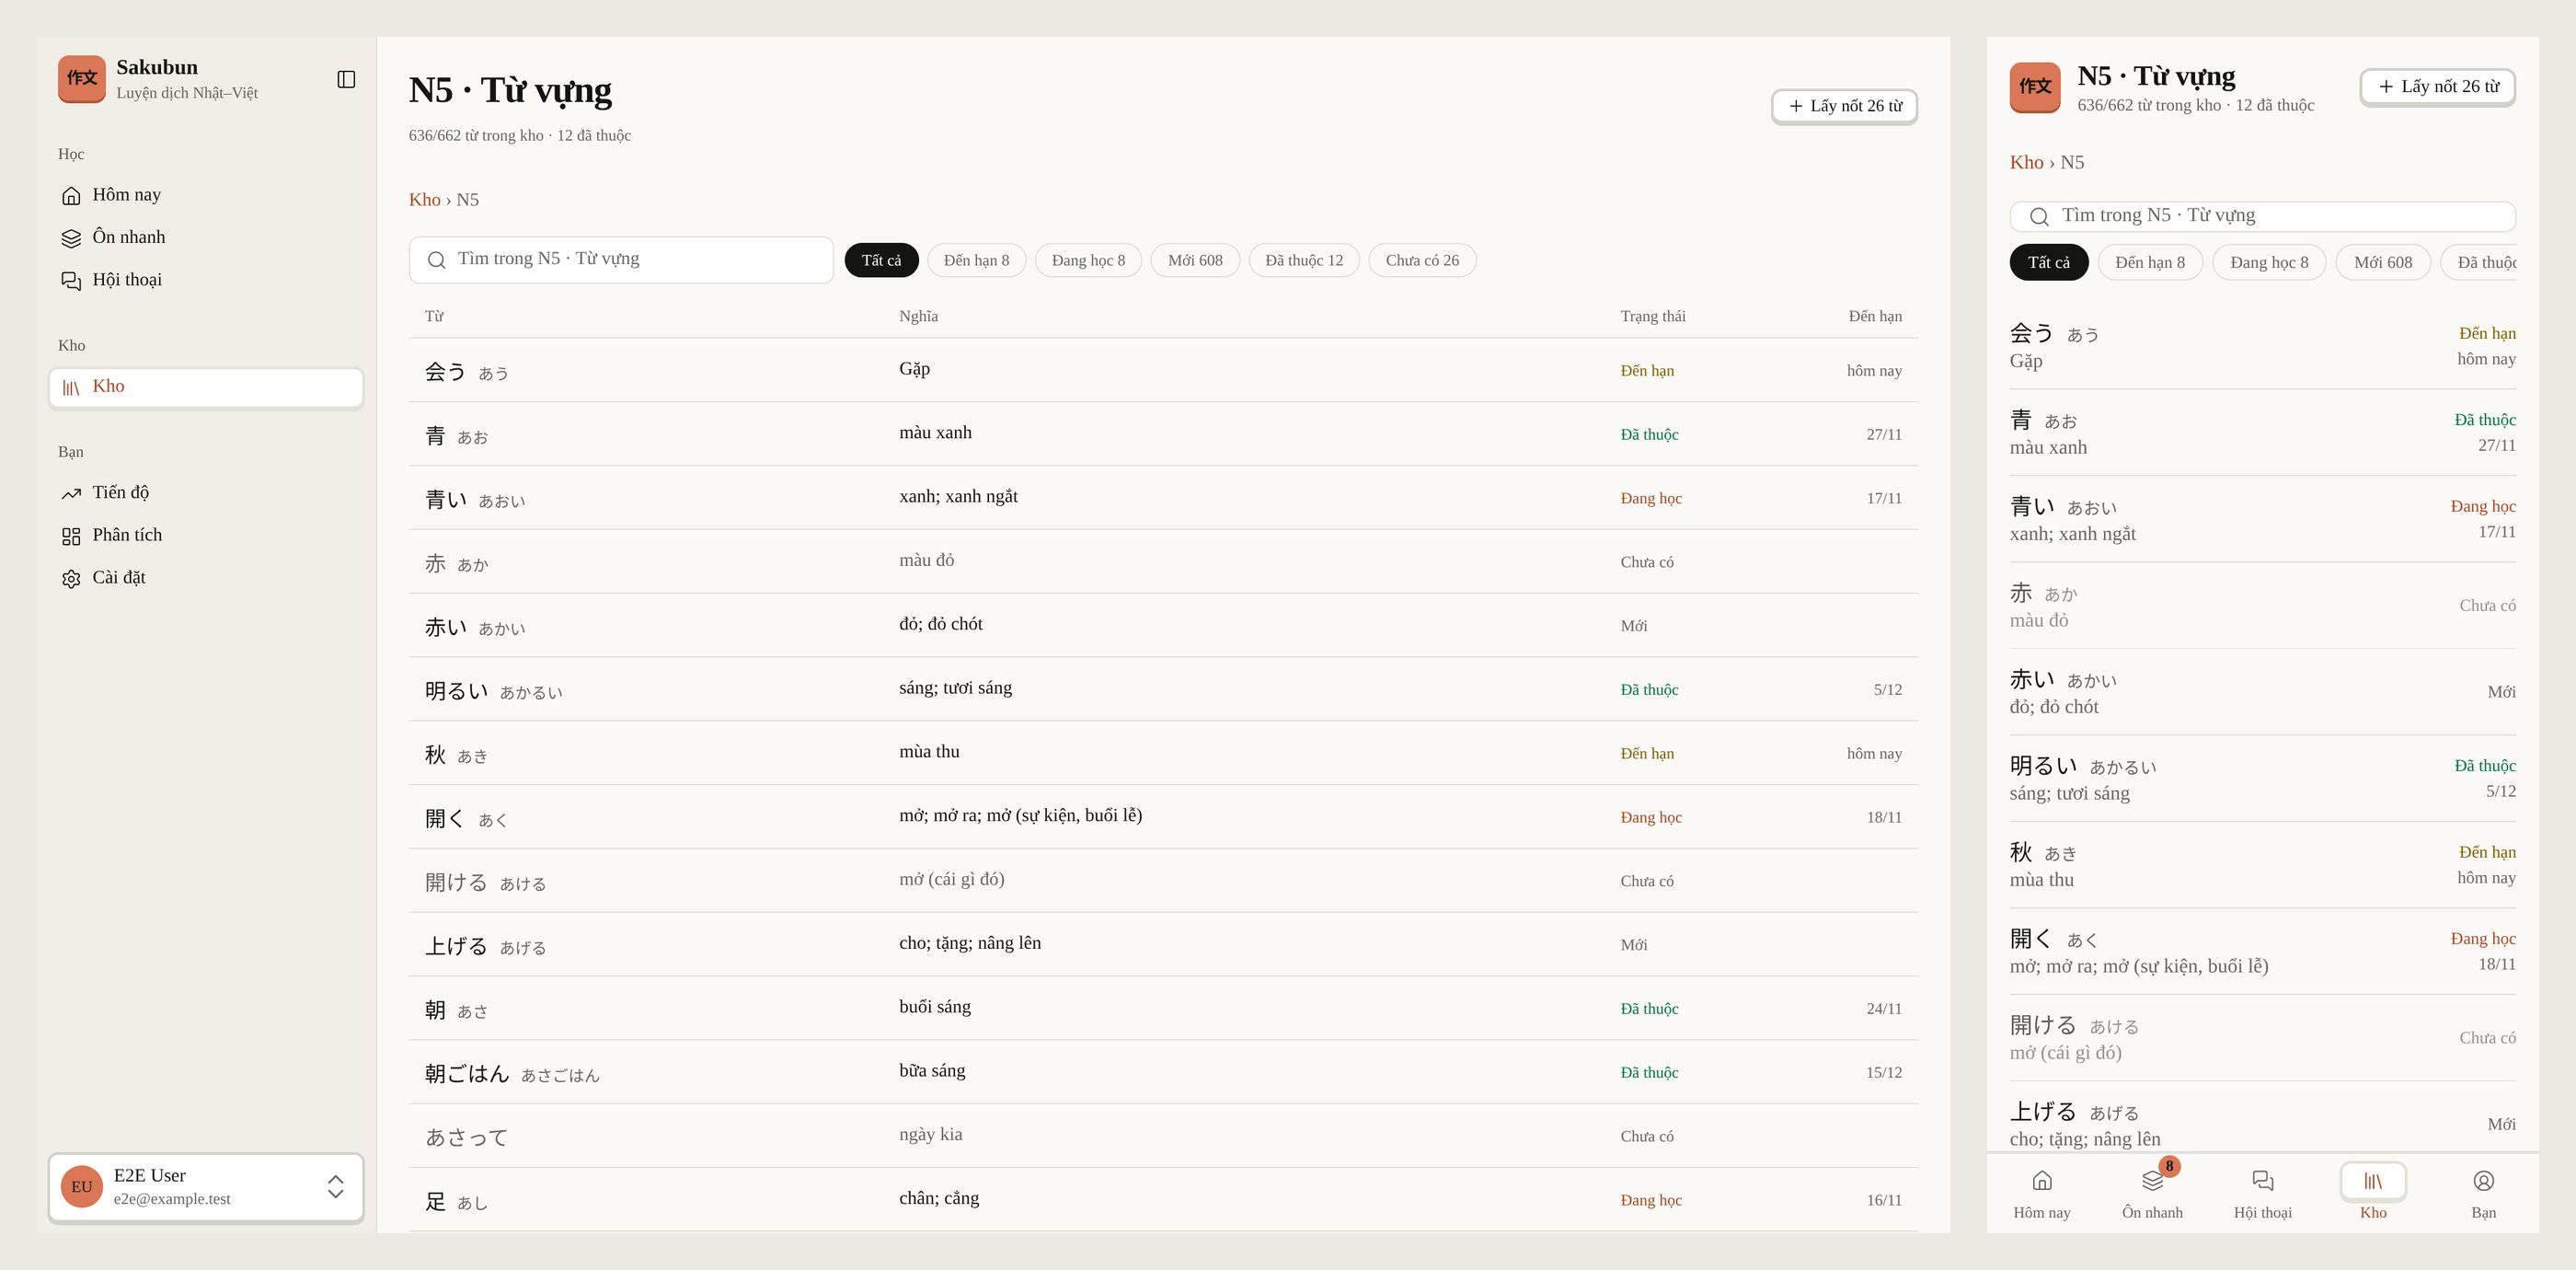 作文
Sakubun
Luyện dịch Nhật–Việt
Học
Hôm nay
Ôn nhanh
Hội thoại
Kho
Kho
Bạn
Tiến độ
Phân tích
Cài đặt
EU
E2E User
e2e@example.test
N5 · Từ vựng
636/662 từ trong kho · 12 đã thuộc
+ Lấy nốt 26 từ
Kho › N5
Tìm trong N5 · Từ vựng
Tất cả
Đến hạn 8
Đang học 8
Mới 608
Đã thuộc 12
Chưa có 26
Từ Nghĩa Trạng thái Đến hạn
会う あう Gặp Đến hạn hôm nay
青 あお màu xanh Đã thuộc 27/11
青い あおい xanh; xanh ngắt Đang học 17/11
赤 あか màu đỏ Chưa có
赤い あかい đỏ; đỏ chót Mới
明るい あかるい sáng; tươi sáng Đã thuộc 5/12
秋 あき mùa thu Đến hạn hôm nay
開く あく mở; mở ra; mở (sự kiện, buổi lễ) Đang học 18/11
開ける あける mở (cái gì đó) Chưa có
上げる あげる cho; tặng; nâng lên Mới
朝 あさ buổi sáng Đã thuộc 24/11
朝ごはん あさごはん bữa sáng Đã thuộc 15/12
あさって ngày kia Chưa có
足 あし chân; cẳng Đang học 16/11
作文
N5 · Từ vựng
636/662 từ trong kho · 12 đã thuộc
+ Lấy nốt 26 từ
Kho › N5
Tìm trong N5 · Từ vựng
Tất cả
Đến hạn 8
Đang học 8
Mới 608
Đã thuộc
会う あう Đến hạn
Gặp hôm nay
青 あお Đã thuộc
màu xanh 27/11
青い あおい Đang học
xanh; xanh ngắt 17/11
赤 あか Chưa có
màu đỏ
赤い あかい Mới
đỏ; đỏ chót
明るい あかるい Đã thuộc
sáng; tươi sáng 5/12
秋 あき Đến hạn
mùa thu hôm nay
開く あく Đang học
mở; mở ra; mở (sự kiện, buổi lễ) 18/11
開ける あける Chưa có
mở (cái gì đó)
上げる あげる Mới
cho; tặng; nâng lên
8
Hôm nay
Ôn nhanh
Hội thoại
Kho
Bạn